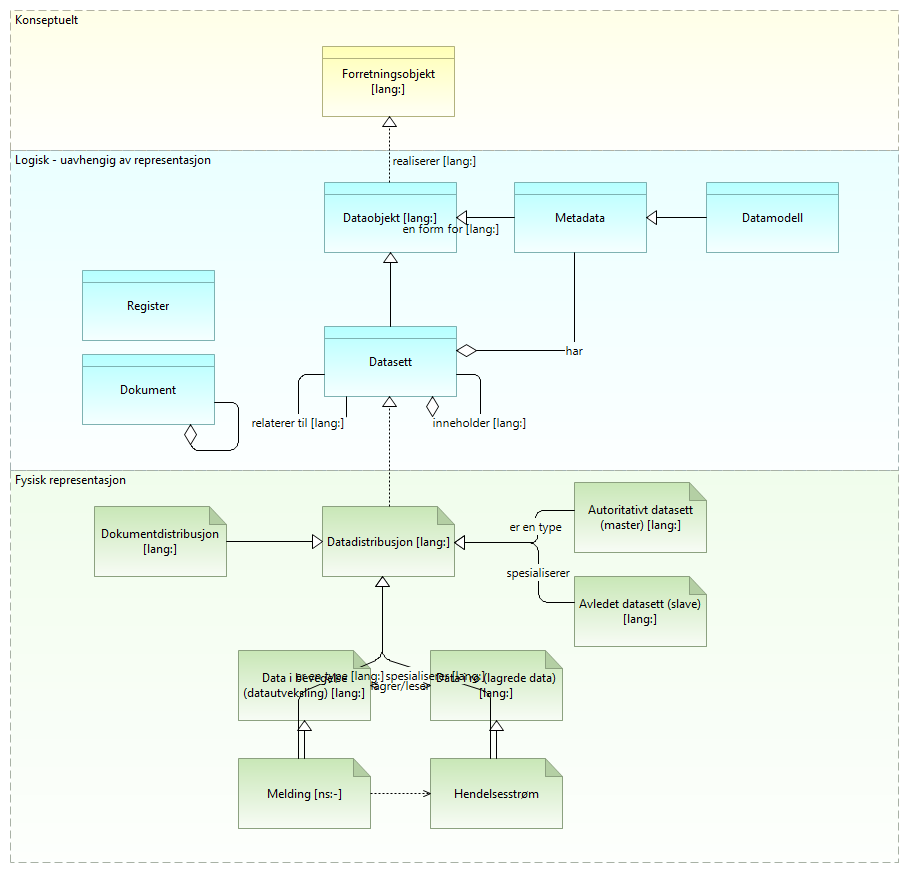 Konseptuelt
Forretningsobjekt
[lang:]
Logisk - uavhengig av representasjon
realiserer [lang:]
Dataobjekt [lang:]
en form for [lang:]
Metadata
Datamodell
Register
Dokument
Datasett
har
relaterer til [lang:]
inneholder [lang:]
Fysisk representasjon
Dokumentdistribusjon
[lang:]
Datadistribusjon [lang:]
er en type
spesialiserer
Autoritativt datasett
(master) [lang:]
Avledet datasett (slave)
[lang:]
Data i bevegelse
(datautveksling) [lang:]
er en type [lang:]
spesialiserer [lang:]
lagrer/leser
Data i ro (lagrede data)
[lang:]
Melding [ns:-]
Hendelsesstrøm